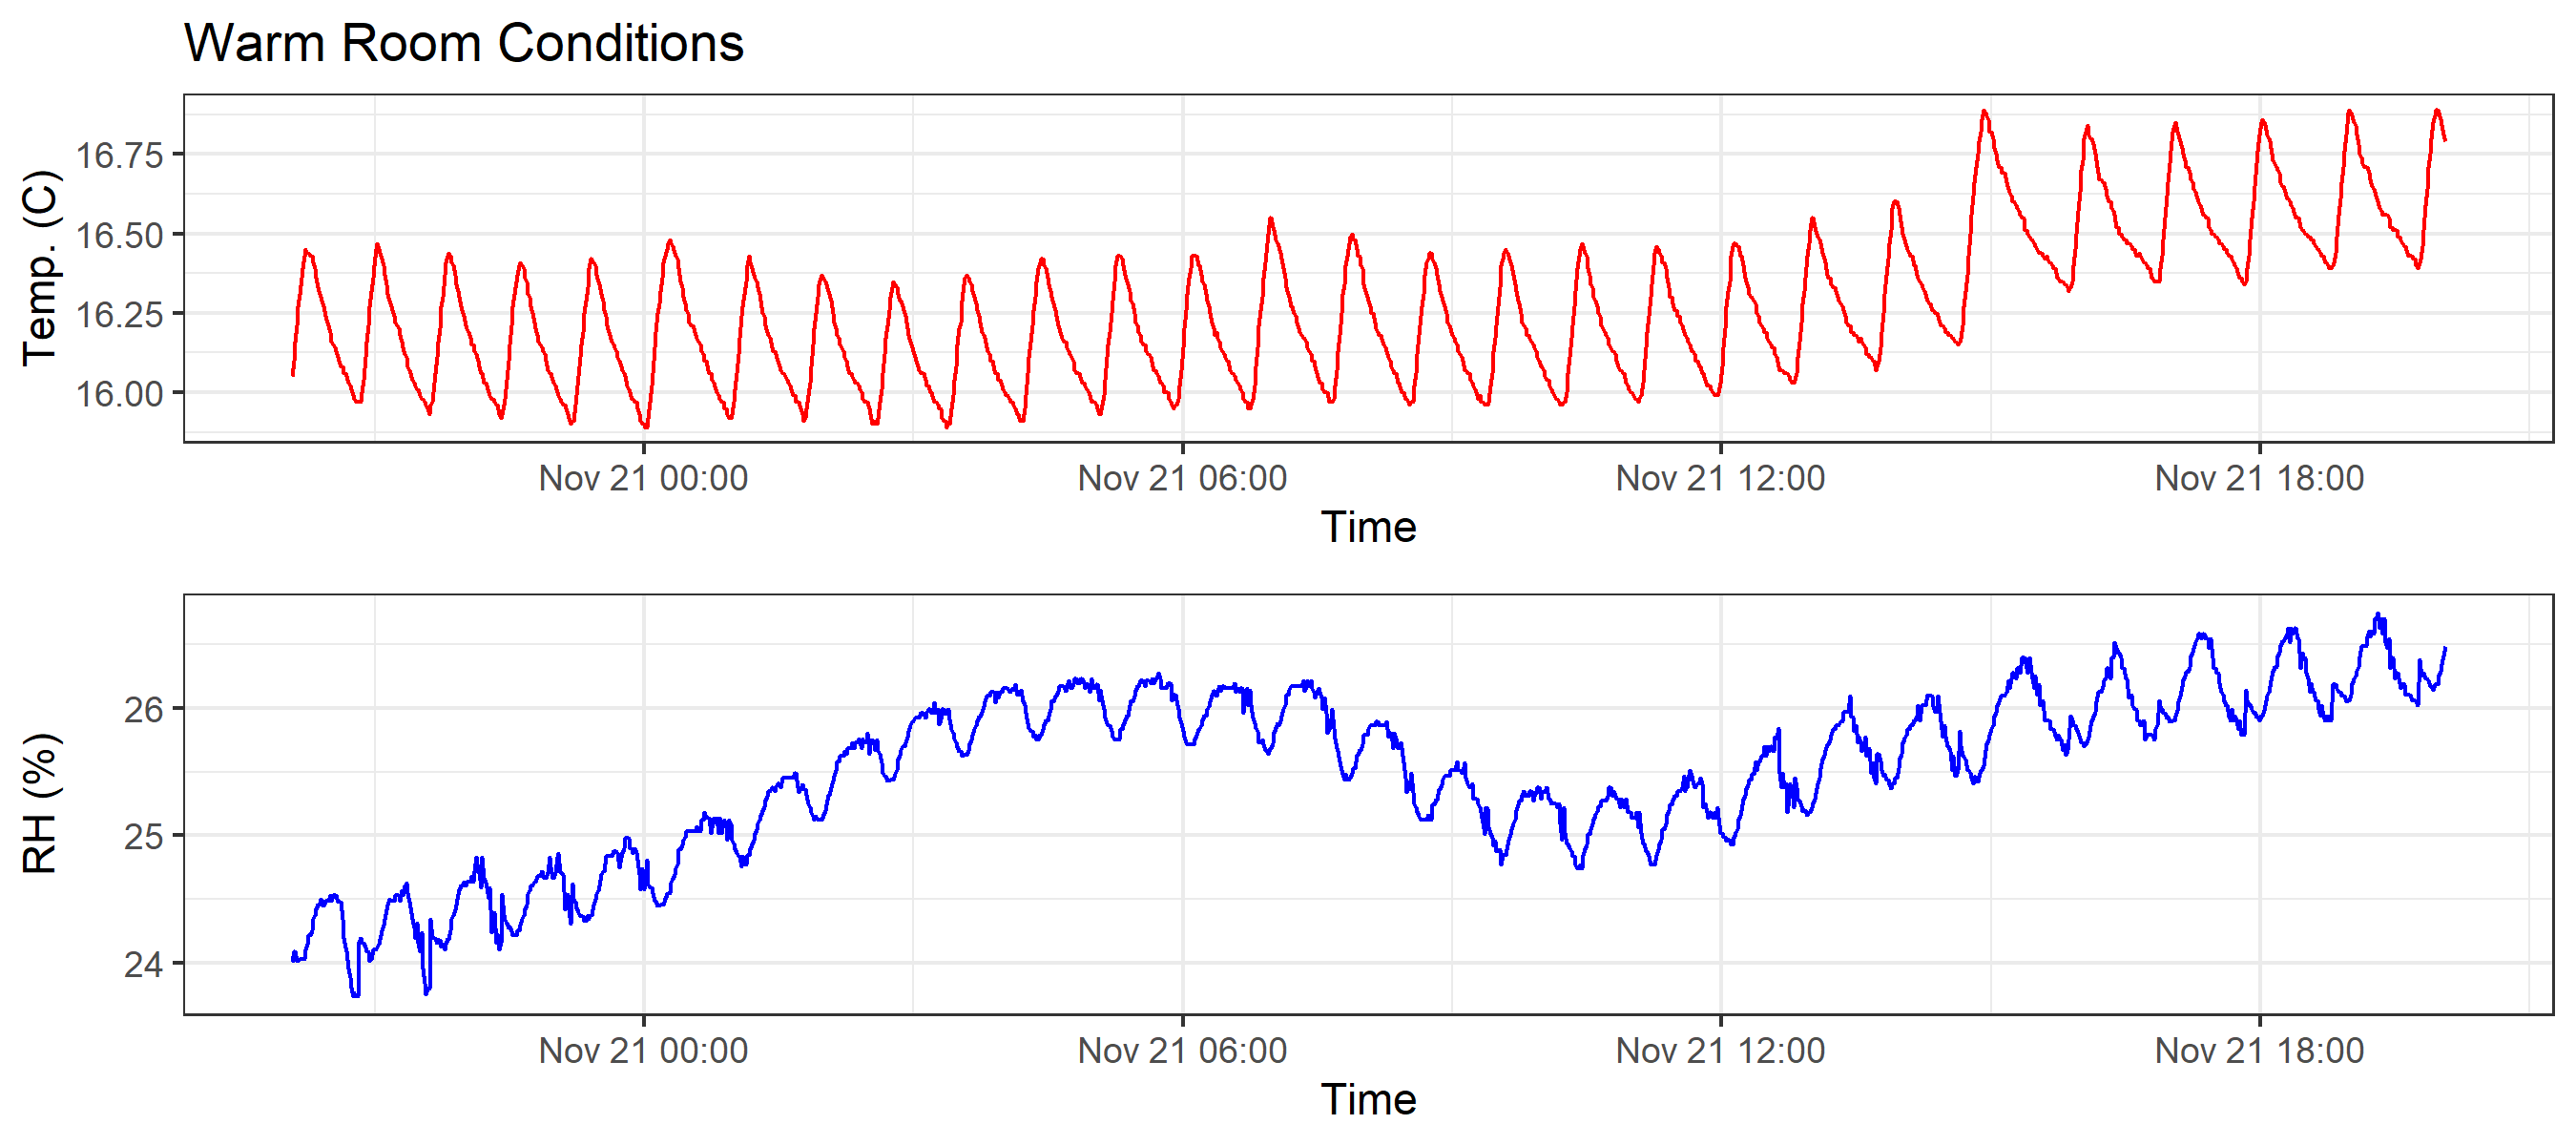 Warm Room Conditions
Temp. (C)
16.75
16.50
16.25
16.00
Nov 21 00:00 Nov 21 06:00 Nov 21 12:00 Nov 21 18:00
Time
RH (%)
26
25
24
Nov 21 00:00 Nov 21 06:00 Nov 21 12:00 Nov 21 18:00
Time